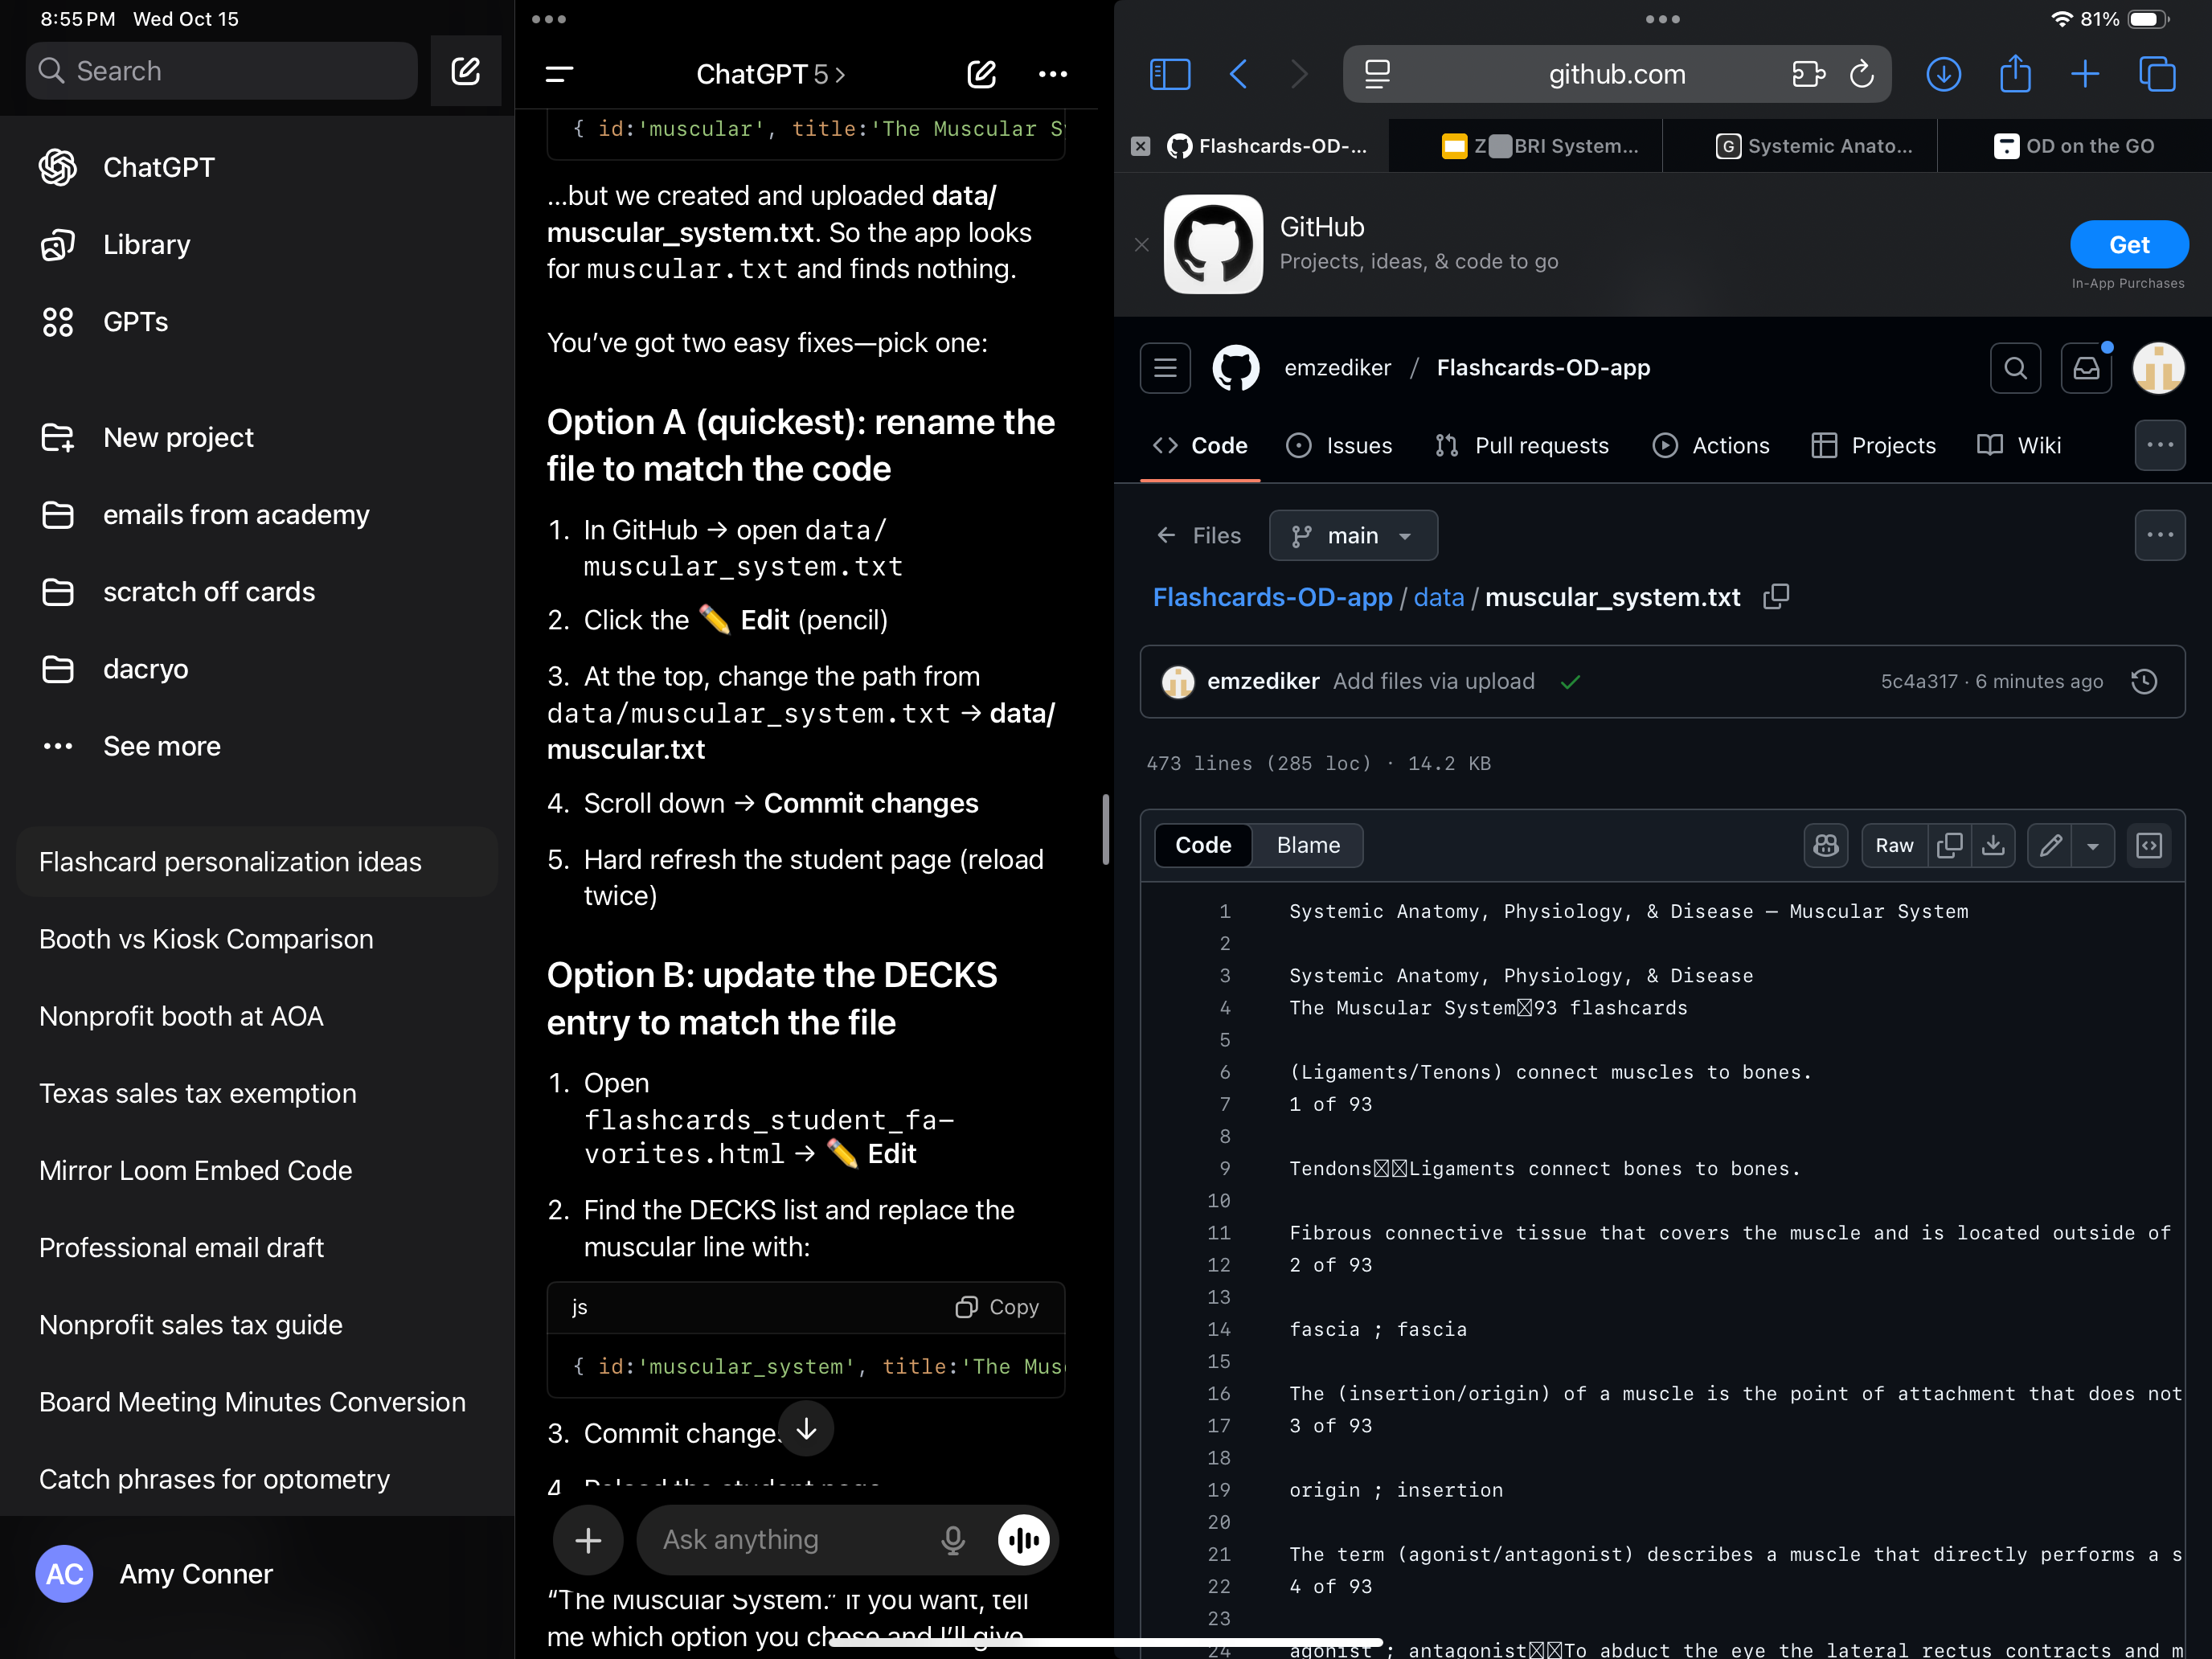 8:55 PM Wed Oct 15
Search
ChatGPT
Library
GPTs
New project
emails from academy
scratch off cards
dacryo
See more
Flashcard personalization ideas
Booth vs Kiosk Comparison
Nonprofit booth at AOA
Texas sales tax exemption
Mirror Loom Embed Code
Professional email draft
Nonprofit sales tax guide
Board Meeting Minutes Conversion
Catch phrases for optometry
AC Amy Conner
ChatGPT 5 >
{ id:'muscular', title:'The Muscular S
...but we created and uploaded data/
muscular_system.txt. So the app looks
for muscular.txt and finds nothing.
You've got two easy fixes—pick one:
Option A (quickest): rename the
file to match the code
1. In GitHub → open data/
muscular_system.txt
2. Click the ✏️ Edit (pencil)
3. At the top, change the path from
data/muscular_system.txt → data/
muscular.txt
4. Scroll down → Commit changes
5. Hard refresh the student page (reload
twice)
Option B: update the DECKS
entry to match the file
1. Open
flashcards_student_fa-
vorites.html → ✏️ Edit
2. Find the DECKS list and replace the
muscular line with:
js Copy
{ id:'muscular_system', title:'The Mus
3. Commit changes
4. Reload the student page
Ask anything
"The Muscular System." If you want, tell
me which option you chose and I'll give
81%
github.com
Flashcards-OD-...
Z BRI System...
G Systemic Anato...
OD on the GO
GitHub
Projects, ideas, & code to go
Get
In-App Purchases
emzediker / Flashcards-OD-app
Code
Issues
Pull requests
Actions
Projects
Wiki
Files
main
Flashcards-OD-app / data / muscular_system.txt
emzediker Add files via upload
5c4a317 · 6 minutes ago
473 lines (285 loc) · 14.2 KB
Code Blame
Raw
1 Systemic Anatomy, Physiology, & Disease — Muscular System
2
3 Systemic Anatomy, Physiology, & Disease
4 The Muscular System 93 flashcards
5
6 (Ligaments/Tenons) connect muscles to bones.
7 1 of 93
8
9 Tendons Ligaments connect bones to bones.
10
11 Fibrous connective tissue that covers the muscle and is located outside of
12 2 of 93
13
14 fascia ; fascia
15
16 The (insertion/origin) of a muscle is the point of attachment that does not
17 3 of 93
18
19 origin ; insertion
20
21 The term (agonist/antagonist) describes a muscle that directly performs a s
22 4 of 93
23
24 agonist ; antagonist To abduct the eye the lateral rectus contracts and m